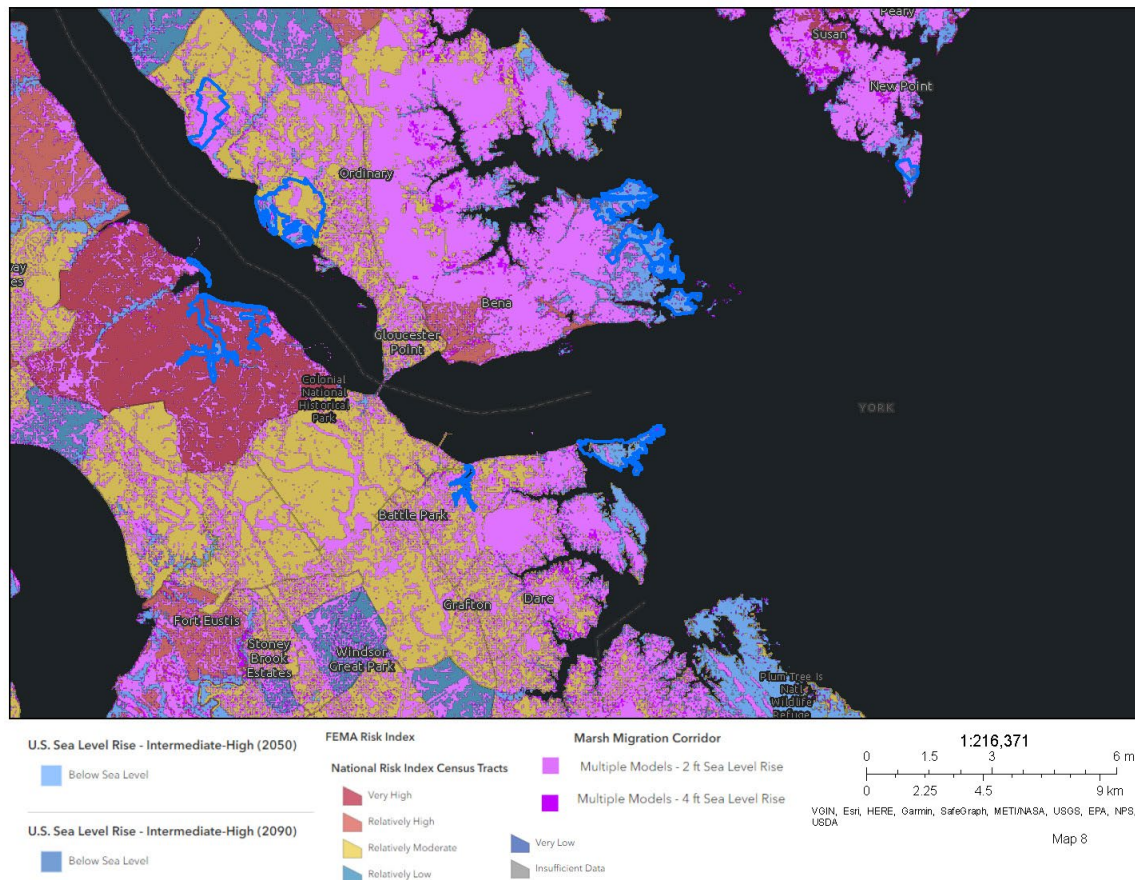 Peary
Susan
New Point
Ordinary
way
es
Bena
Gloucester
Point
Colonial
National
Historical
Park
YORK
Battle Park
Grafton
Dare
Fort Eustis
Stoney
Brook
Estates
Windsor
Great Park
Plum Tree Is
Natl
Wildlife
Refuge
U.S. Sea Level Rise - Intermediate-High (2050)
Below Sea Level
U.S. Sea Level Rise - Intermediate-High (2090)
Below Sea Level
FEMA Risk Index
National Risk Index Census Tracts
Very High
Relatively High
Relatively Moderate
Relatively Low
Very Low
Insufficient Data
Marsh Migration Corridor
Multiple Models - 2 ft Sea Level Rise
Multiple Models - 4 ft Sea Level Rise
1:216,371
0 1.5 3 6 m
0 2.25 4.5 9 km
VGIN, Esri, HERE, Garmin, SafeGraph, METI/NASA, USGS, EPA, NPS,
USDA
Map 8